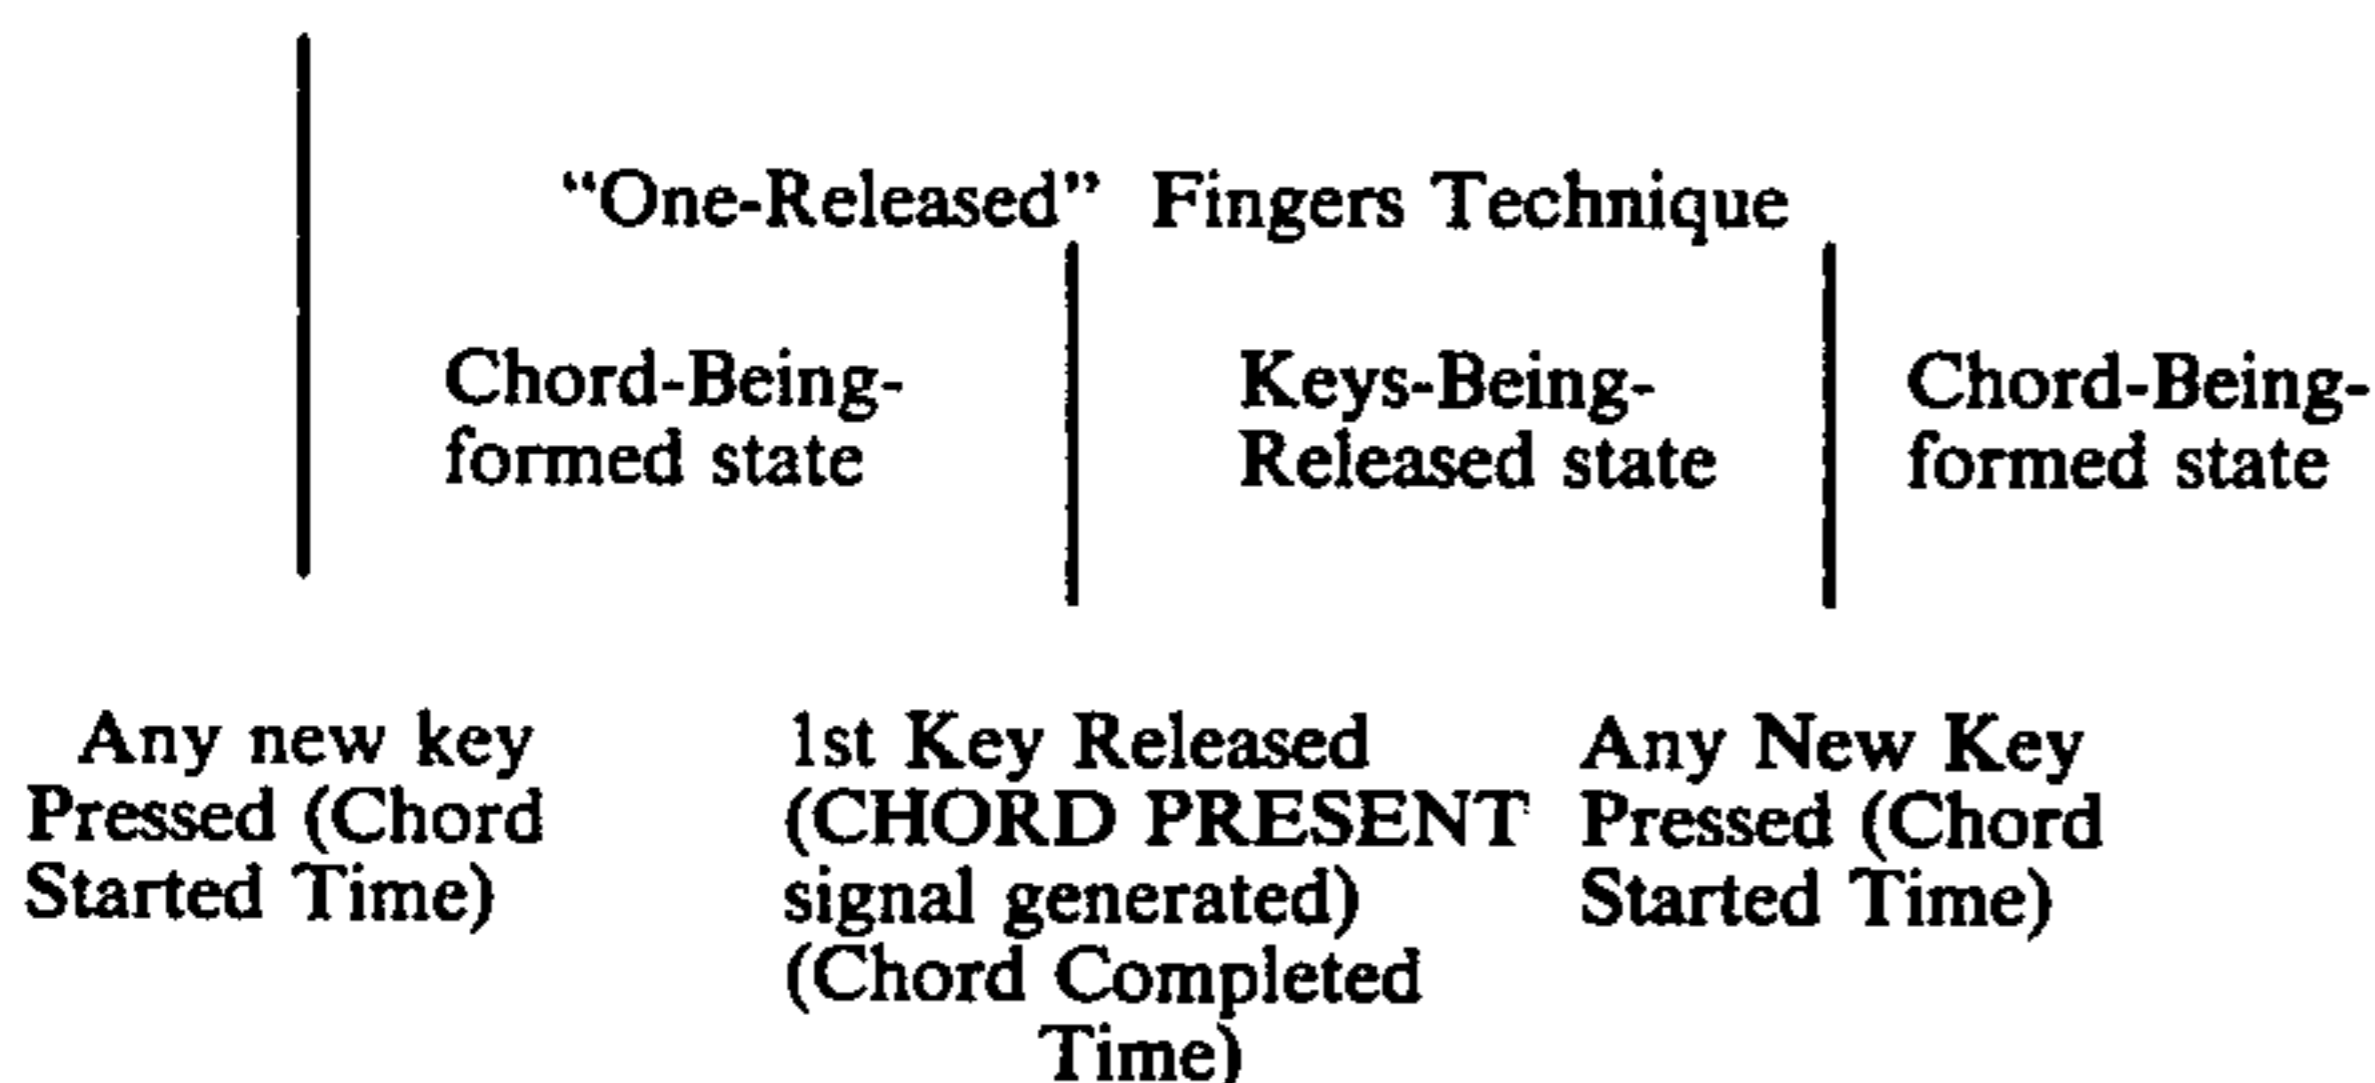 “One-Released” Fingers Technique
Chord-Being-
formed state
Keys-Being-
Released state
Chord-Being-
formed state
Any new key
Pressed (Chord
Started Time)
1st Key Released
(CHORD PRESENT
signal generated)
(Chord Completed
Time)
Any New Key
Pressed (Chord
Started Time)